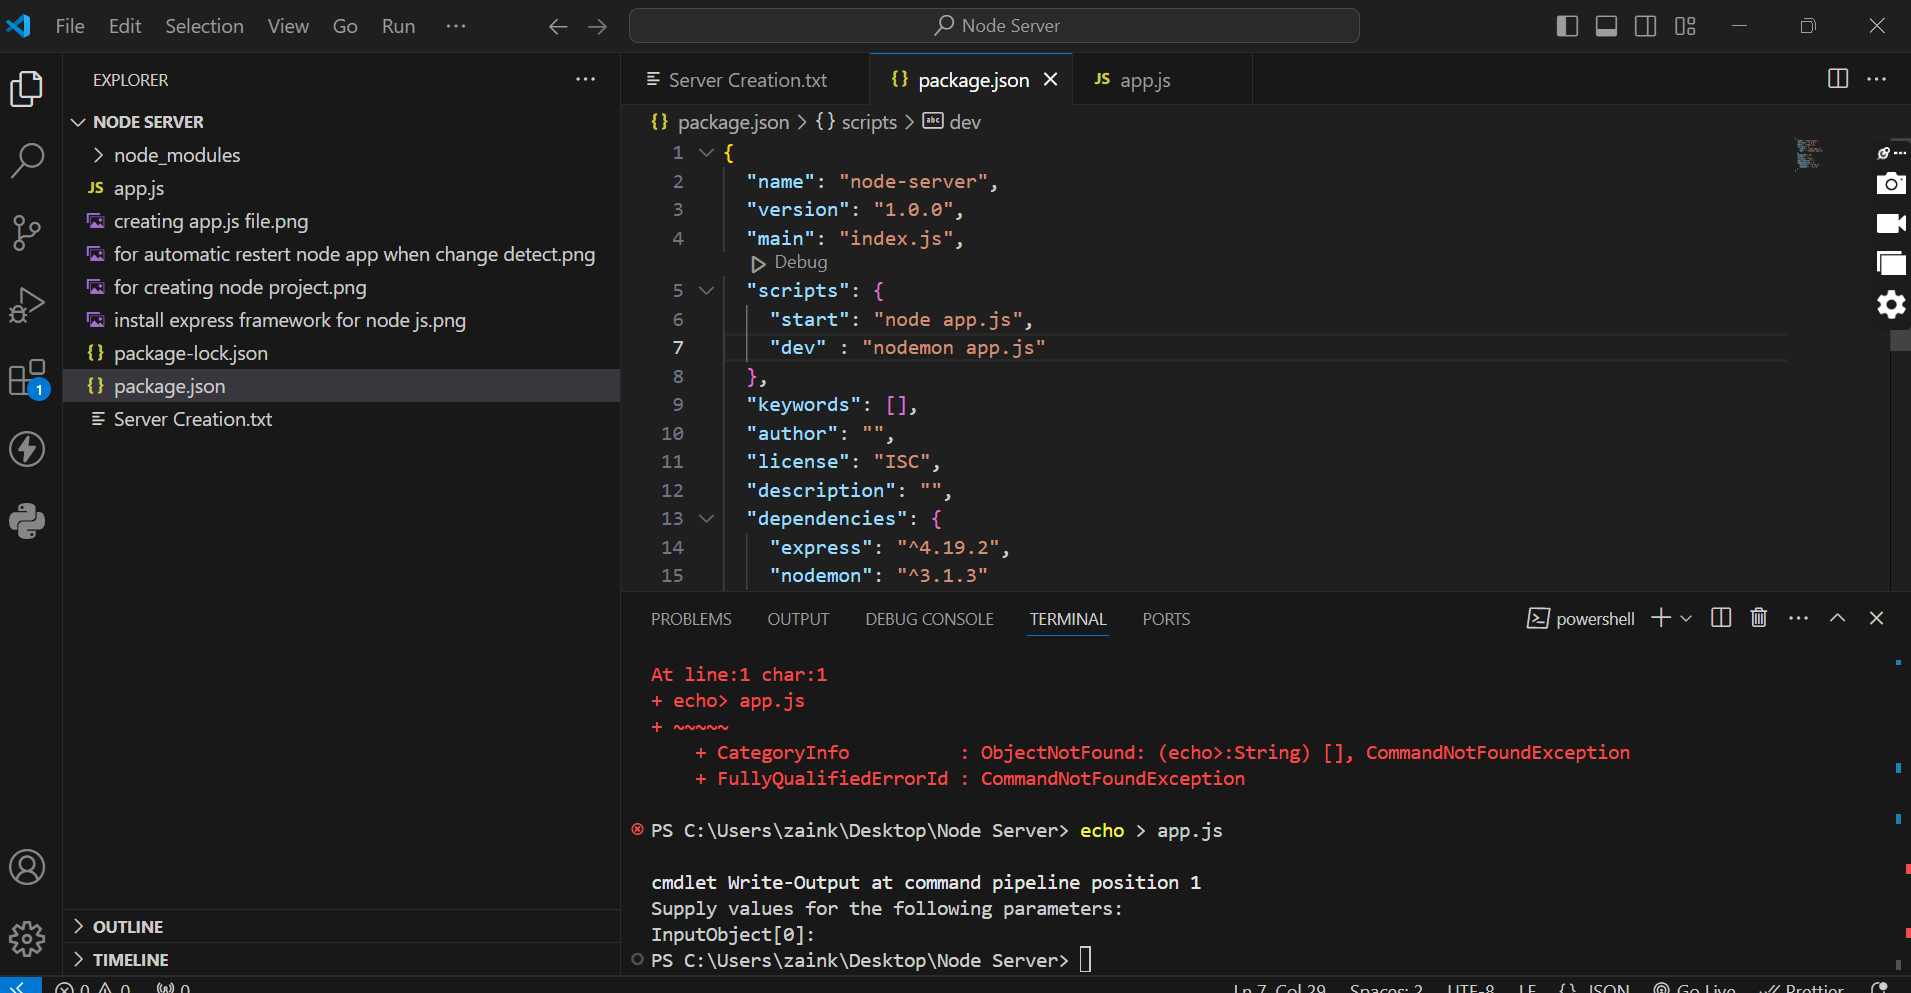 File Edit Selection View Go Run ···
Node Server
EXPLORER
NODE SERVER
node_modules
JS app.js
creating app.js file.png
for automatic restert node app when change detect.png
for creating node project.png
install express framework for node js.png
{} package-lock.json
{} package.json
Server Creation.txt
1
OUTLINE
TIMELINE
Server Creation.txt
{} package.json
JS app.js
{} package.json > {} scripts > abc dev
1 {
2 "name": "node-server",
3 "version": "1.0.0",
4 "main": "index.js",
Debug
5 "scripts": {
6 "start": "node app.js",
7 "dev" : "nodemon app.js"
8 },
9 "keywords": [],
10 "author": "",
11 "license": "ISC",
12 "description": "",
13 "dependencies": {
14 "express": "^4.19.2",
15 "nodemon": "^3.1.3"
PROBLEMS OUTPUT DEBUG CONSOLE TERMINAL PORTS
powershell
At line:1 char:1
+ echo> app.js
+ ~~~~~
+ CategoryInfo : ObjectNotFound: (echo>:String) [], CommandNotFoundException
+ FullyQualifiedErrorId : CommandNotFoundException
PS C:\Users\zaink\Desktop\Node Server> echo > app.js
cmdlet Write-Output at command pipeline position 1
Supply values for the following parameters:
InputObject[0]:
PS C:\Users\zaink\Desktop\Node Server>
0 0 0
Ln 7, Col 29 Spaces: 2 UTF-8 LF {} JSON Go Live Prettier